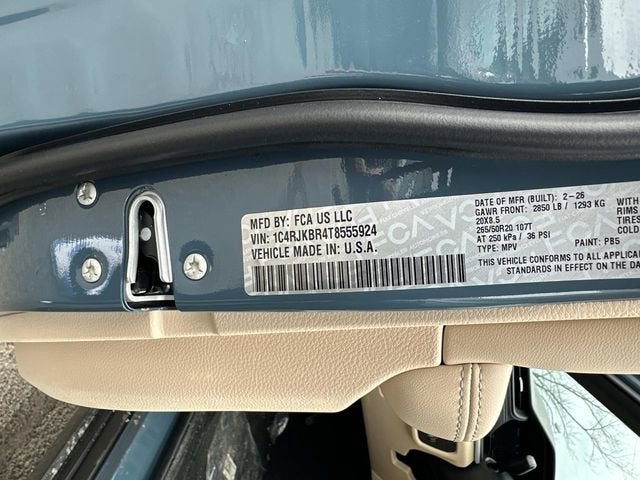 MFD BY: FCA US LLC
VIN: 1C4RJKBR4T8555924
VEHICLE MADE IN U.S.A.
DATE OF MFR (BUILT): 2-26
GAWR FRONT: 2850 LB / 1293 KG WITH
20X8.5 RIMS
265/50R20 107T TIRES
AT 250 kPa / 36 PSI COLD
TYPE: MPV PAINT: PB5
THIS VEHICLE CONFORMS TO ALL APPLICAB
STANDARDS IN EFFECT ON THE DA